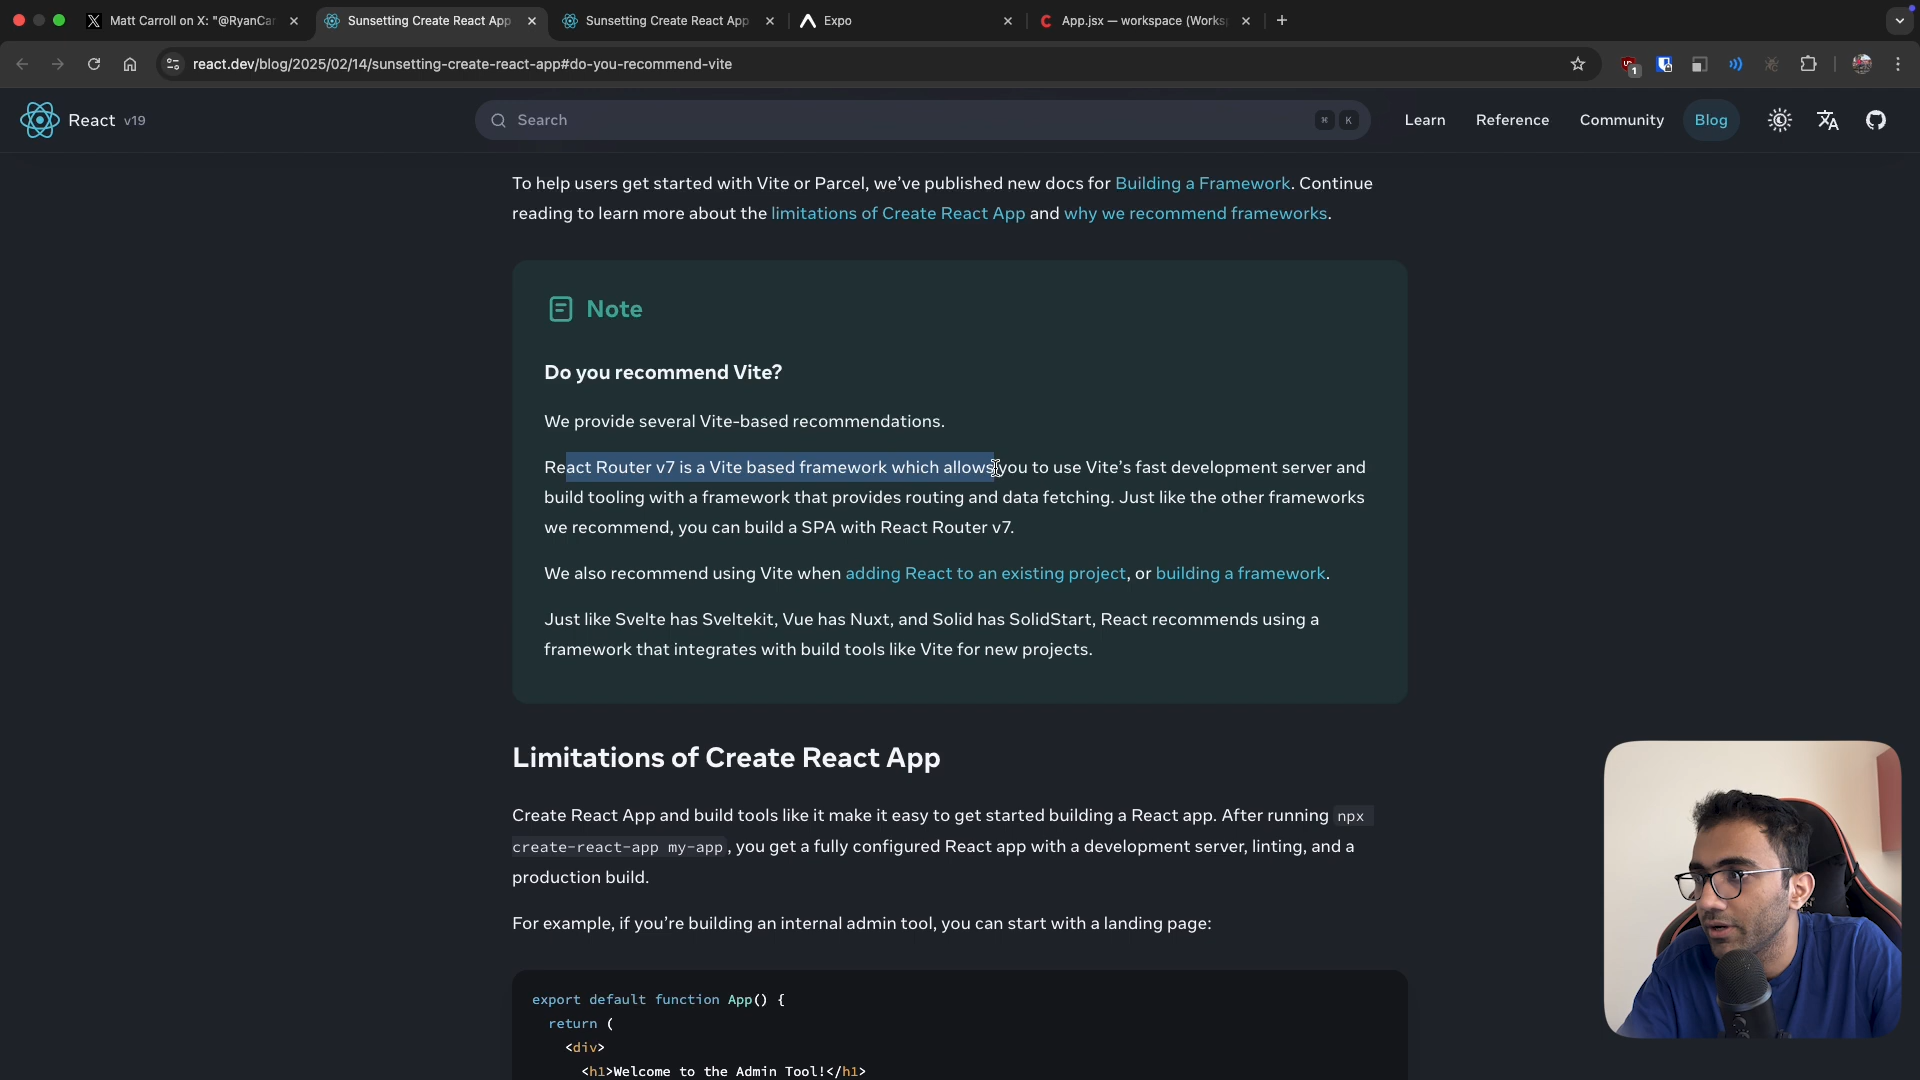 Matt Carroll on X: "@RyanCar
Sunsetting Create React App
Sunsetting Create React App
Expo
App.jsx — workspace (Works
react.dev/blog/2025/02/14/sunsetting-create-react-app#do-you-recommend-vite
1
React v19
Search
⌘ K
Learn
Reference
Community
Blog
To help users get started with Vite or Parcel, we’ve published new docs for Building a Framework. Continue
reading to learn more about the limitations of Create React App and why we recommend frameworks.
Note
Do you recommend Vite?
We provide several Vite-based recommendations.
React Router v7 is a Vite based framework which allows you to use Vite’s fast development server and
build tooling with a framework that provides routing and data fetching. Just like the other frameworks
we recommend, you can build a SPA with React Router v7.
We also recommend using Vite when adding React to an existing project, or building a framework.
Just like Svelte has Sveltekit, Vue has Nuxt, and Solid has SolidStart, React recommends using a
framework that integrates with build tools like Vite for new projects.
Limitations of Create React App
Create React App and build tools like it make it easy to get started building a React app. After running npx
create-react-app my-app, you get a fully configured React app with a development server, linting, and a
production build.
For example, if you’re building an internal admin tool, you can start with a landing page:
export default function App() {
return (
<div>
<h1>Welcome to the Admin Tool!</h1>